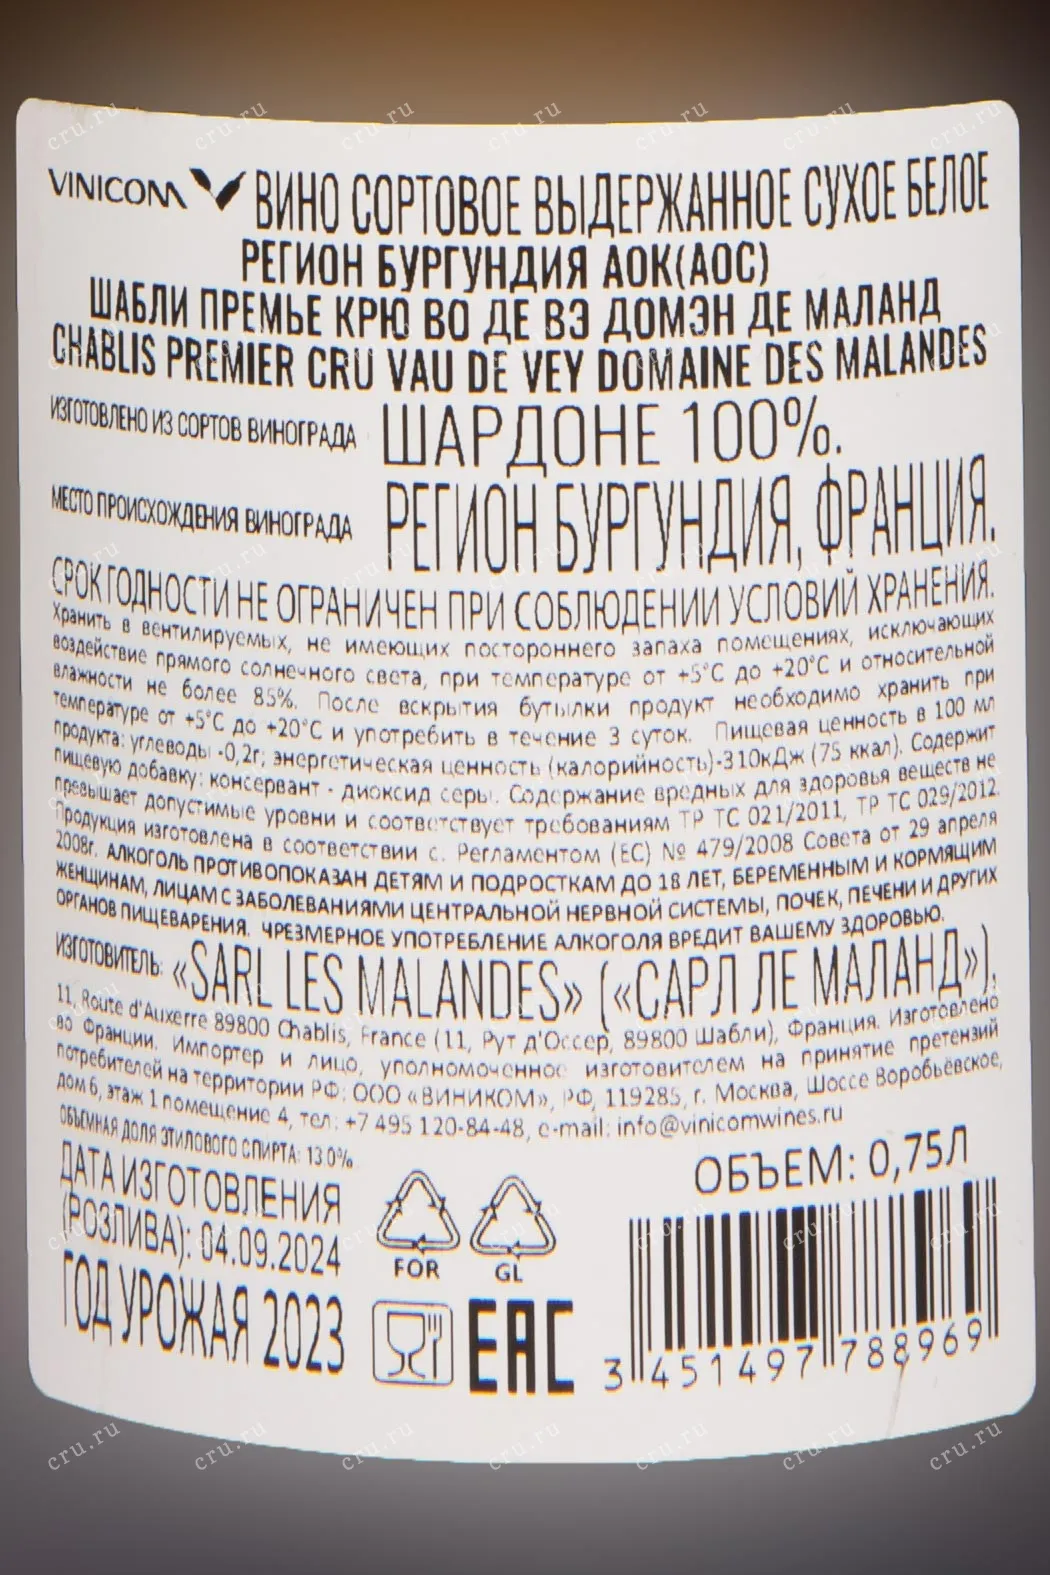 VINICOM ВИНО СОРТОВОЕ ВЫДЕРЖАННОЕ СУХОЕ БЕЛОЕ
РЕГИОН БУРГУНДИЯ АОК(АОС)
ШАБЛИ ПРЕМЬЕ КРЮ ВО ДЕ ВЭ ДОМЭН ДЕ МАЛАНД
CHABLIS PREMIER CRU VAU DE VEY DOMAINE DES MALANDES
ИЗГОТОВЛЕНО ИЗ СОРТОВ ВИНОГРАДА ШАРДОНЕ 100%.
МЕСТО ПРОИСХОЖДЕНИЯ ВИНОГРАДА РЕГИОН БУРГУНДИЯ, ФРАНЦИЯ.
СРОК ГОДНОСТИ НЕ ОГРАНИЧЕН ПРИ СОБЛЮДЕНИИ УСЛОВИЙ ХРАНЕНИЯ.
Хранить в вентилируемых, не имеющих постороннего запаха помещениях, исключающих
воздействие прямого солнечного света, при температуре от +5°C до +20°C и относительной
влажности не более 85%. После вскрытия бутылки продукт необходимо хранить при
температуре от +5°C до +20°C и употребить в течение 3 суток. Пищевая ценность в 100 мл
продукта: углеводы -0,2г; энергетическая ценность (калорийность)-310кДж (75 ккал). Содержит
пищевую добавку: консервант - диоксид серы. Содержание вредных для здоровья веществ не
превышает допустимые уровни и соответствует требованиям ТР ТС 021/2011, ТР ТС 029/2012.
Продукция изготовлена в соответствии с. Регламентом (ЕС) № 479/2008 Совета от 29 апреля
2008г. АЛКОГОЛЬ ПРОТИВОПОКАЗАН ДЕТЯМ И ПОДРОСТКАМ ДО 18 ЛЕТ, БЕРЕМЕННЫМ И КОРМЯЩИМ
ЖЕНЩИНАМ, ЛИЦАМ С ЗАБОЛЕВАНИЯМИ ЦЕНТРАЛЬНОЙ НЕРВНОЙ СИСТЕМЫ, ПОЧЕК, ПЕЧЕНИ И ДРУГИХ
ОРГАНОВ ПИЩЕВАРЕНИЯ. ЧРЕЗМЕРНОЕ УПОТРЕБЛЕНИЕ АЛКОГОЛЯ ВРЕДИТ ВАШЕМУ ЗДОРОВЬЮ.
ИЗГОТОВИТЕЛЬ: «SARL LES MALANDES» («САРЛ ЛЕ МАЛАНД»),
11, Route d'Auxerre 89800 Chablis, France (11, Рут д'Оссер, 89800 Шабли), Франция. Изготовлено
во Франции. Импортер и лицо, уполномоченное изготовителем на принятие претензий
потребителей на территории РФ: ООО «ВИНИКОМ», РФ, 119285, г. Москва, Шоссе Воробьёвское,
дом 6, этаж 1 помещение 4, тел: +7 495 120-84-48, e-mail: info@vinicomwines.ru
ОБЪЕМНАЯ ДОЛЯ ЭТИЛОВОГО СПИРТА: 13.0%
ДАТА ИЗГОТОВЛЕНИЯ
(РОЗЛИВА): 04.09.2024
ГОД УРОЖАЯ 2023
FOR GL
EAC
ОБЪЕМ: 0,75Л
3 451497 788969
cru.ru